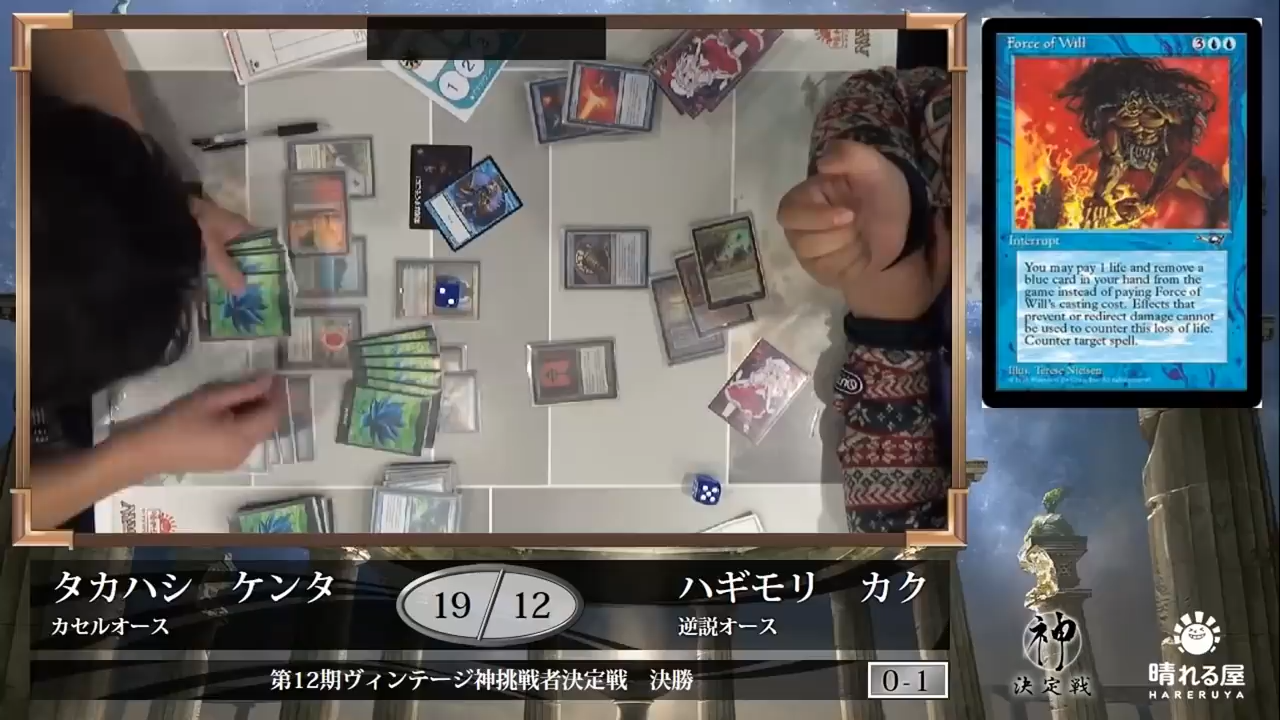 Force of Will 3
Interrupt
You may pay 1 life and remove a
blue card in your hand from the
game instead of paying Force of
Will's casting cost. Effects that
prevent or redirect damage cannot
be used to counter this loss of life.
Counter target spell.
Illus. Terese Nielsen
タカハシ ケンタ
カセルオース
19 / 12
ハギモリ カク
逆説オース
第12期ヴィンテージ神挑戦者決定戦 決勝
0-1
神
決定戦
晴れる屋
HARERUYA